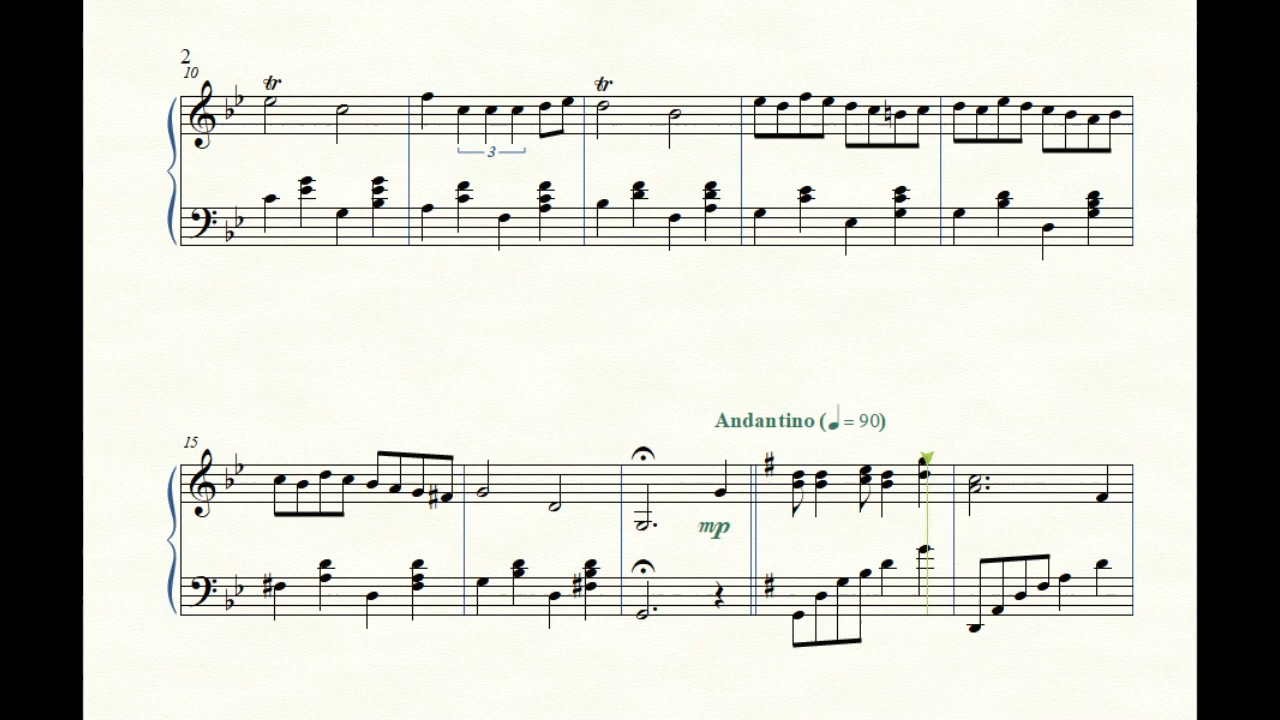 2
10
tr
tr
3
Andantino (♩ = 90)
15
mp